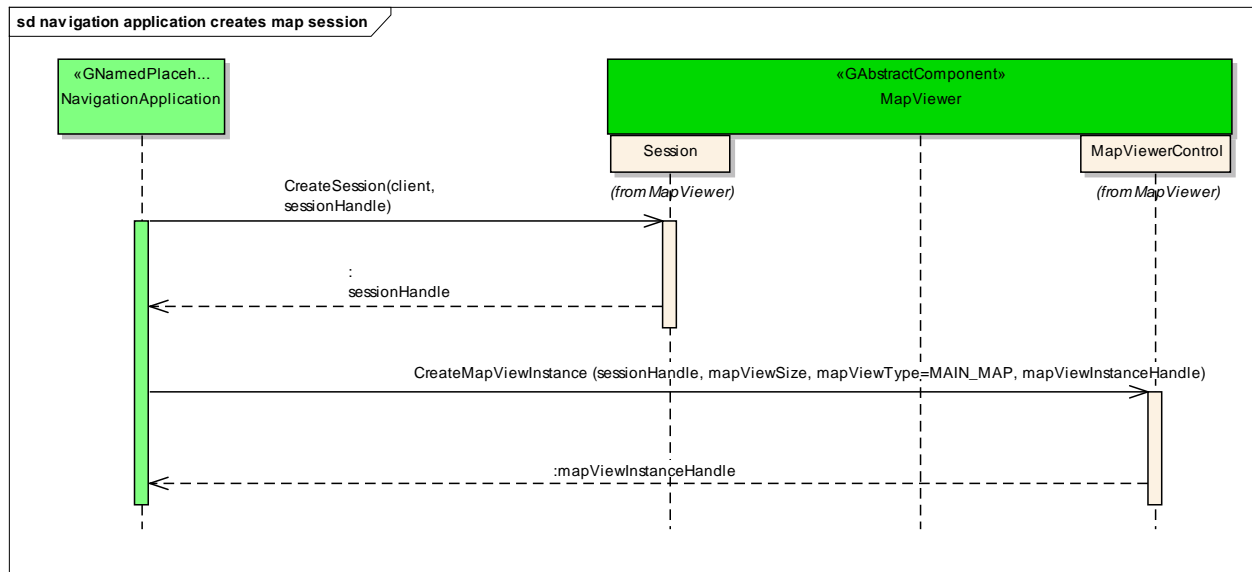 sd navigation application creates map session
«GNamedPlaceh...
NavigationApplication
«GAbstractComponent»
MapViewer
Session
MapViewerControl
(from MapViewer)
(from MapViewer)
CreateSession(client,
sessionHandle)
:
sessionHandle
CreateMapViewInstance (sessionHandle, mapViewSize, mapViewType=MAIN_MAP, mapViewInstanceHandle)
:mapViewInstanceHandle